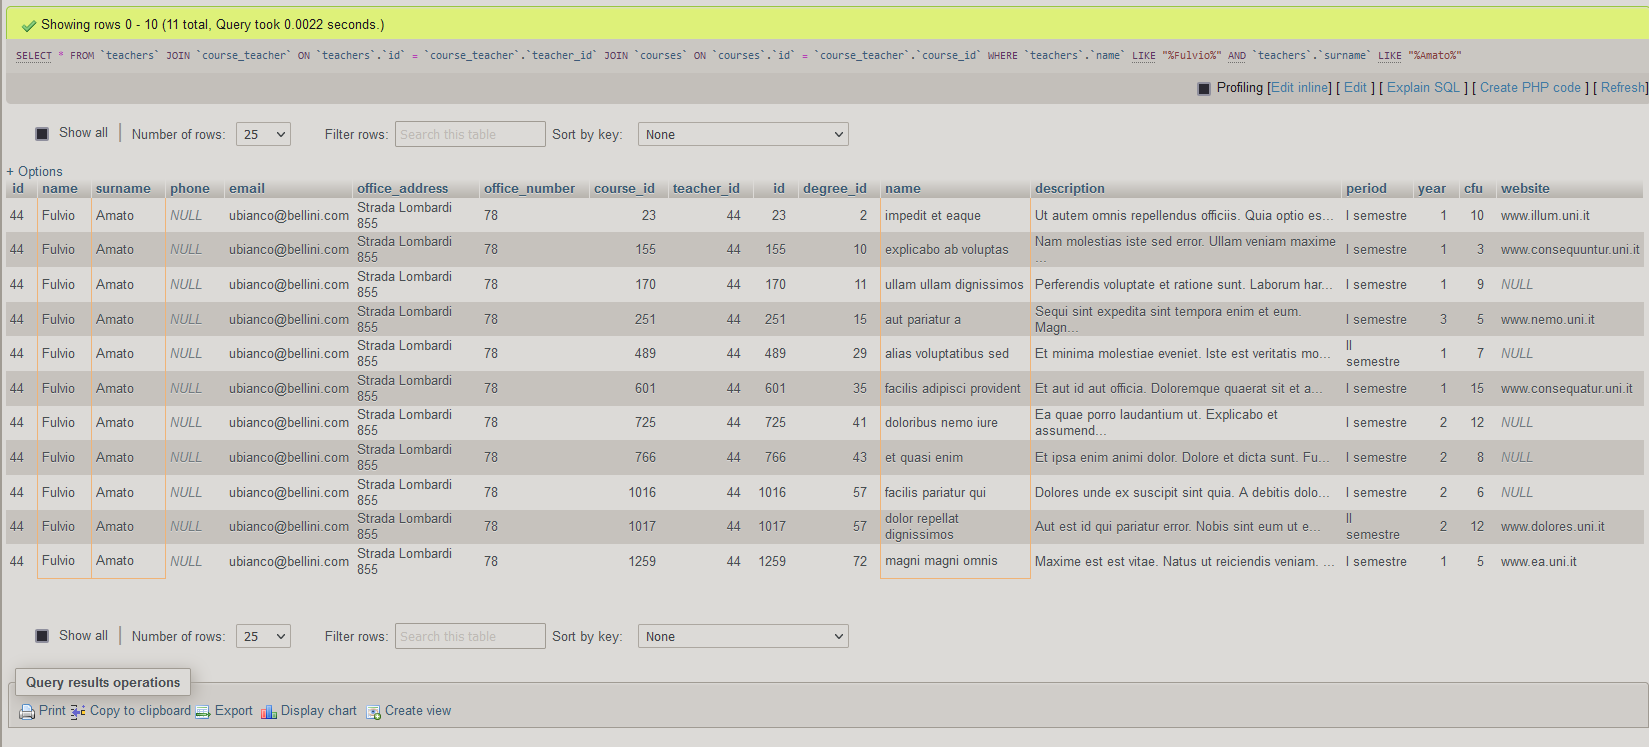 Showing rows 0 - 10 (11 total, Query took 0.0022 seconds.)
SELECT * FROM `teachers` JOIN `course_teacher` ON `teachers`.`id` = `course_teacher`.`teacher_id` JOIN `courses` ON `courses`.`id` = `course_teacher`.`course_id` WHERE `teachers`.`name` LIKE "%Fulvio%" AND `teachers`.`surname` LIKE "%Amato%"
Profiling [Edit inline] [ Edit ] [ Explain SQL ] [ Create PHP code ] [ Refresh]
Show all Number of rows: 25 Filter rows: Search this table Sort by key: None
+ Options
id name surname phone email office_address office_number course_id teacher_id id degree_id name description period year cfu website
44 Fulvio Amato NULL ubianco@bellini.com Strada Lombardi 855 78 23 44 23 2 impedit et eaque Ut autem omnis repellendus officiis. Quia optio es... I semestre 1 10 www.illum.uni.it
44 Fulvio Amato NULL ubianco@bellini.com Strada Lombardi 855 78 155 44 155 10 explicabo ab voluptas Nam molestias iste sed error. Ullam veniam maxime ... I semestre 1 3 www.consequuntur.uni.it
44 Fulvio Amato NULL ubianco@bellini.com Strada Lombardi 855 78 170 44 170 11 ullam ullam dignissimos Perferendis voluptate et ratione sunt. Laborum har... I semestre 1 9 NULL
44 Fulvio Amato NULL ubianco@bellini.com Strada Lombardi 855 78 251 44 251 15 aut pariatur a Sequi sint expedita sint tempora enim et eum. Magn... I semestre 3 5 www.nemo.uni.it
44 Fulvio Amato NULL ubianco@bellini.com Strada Lombardi 855 78 489 44 489 29 alias voluptatibus sed Et minima molestiae eveniet. Iste est veritatis mo... II semestre 1 7 NULL
44 Fulvio Amato NULL ubianco@bellini.com Strada Lombardi 855 78 601 44 601 35 facilis adipisci provident Et aut id aut officia. Doloremque quaerat sit et a... I semestre 1 15 www.consequatur.uni.it
44 Fulvio Amato NULL ubianco@bellini.com Strada Lombardi 855 78 725 44 725 41 doloribus nemo iure Ea quae porro laudantium ut. Explicabo et assumend... I semestre 2 12 NULL
44 Fulvio Amato NULL ubianco@bellini.com Strada Lombardi 855 78 766 44 766 43 et quasi enim Et ipsa enim animi dolor. Dolore et dicta sunt. Fu... I semestre 2 8 NULL
44 Fulvio Amato NULL ubianco@bellini.com Strada Lombardi 855 78 1016 44 1016 57 facilis pariatur qui Dolores unde ex suscipit sint quia. A debitis dolo... I semestre 2 6 NULL
44 Fulvio Amato NULL ubianco@bellini.com Strada Lombardi 855 78 1017 44 1017 57 dolor repellat dignissimos Aut est id qui pariatur error. Nobis sint eum ut e... II semestre 2 12 www.dolores.uni.it
44 Fulvio Amato NULL ubianco@bellini.com Strada Lombardi 855 78 1259 44 1259 72 magni magni omnis Maxime est est vitae. Natus ut reiciendis veniam. ... I semestre 1 5 www.ea.uni.it
Show all Number of rows: 25 Filter rows: Search this table Sort by key: None
Query results operations
Print Copy to clipboard Export Display chart Create view